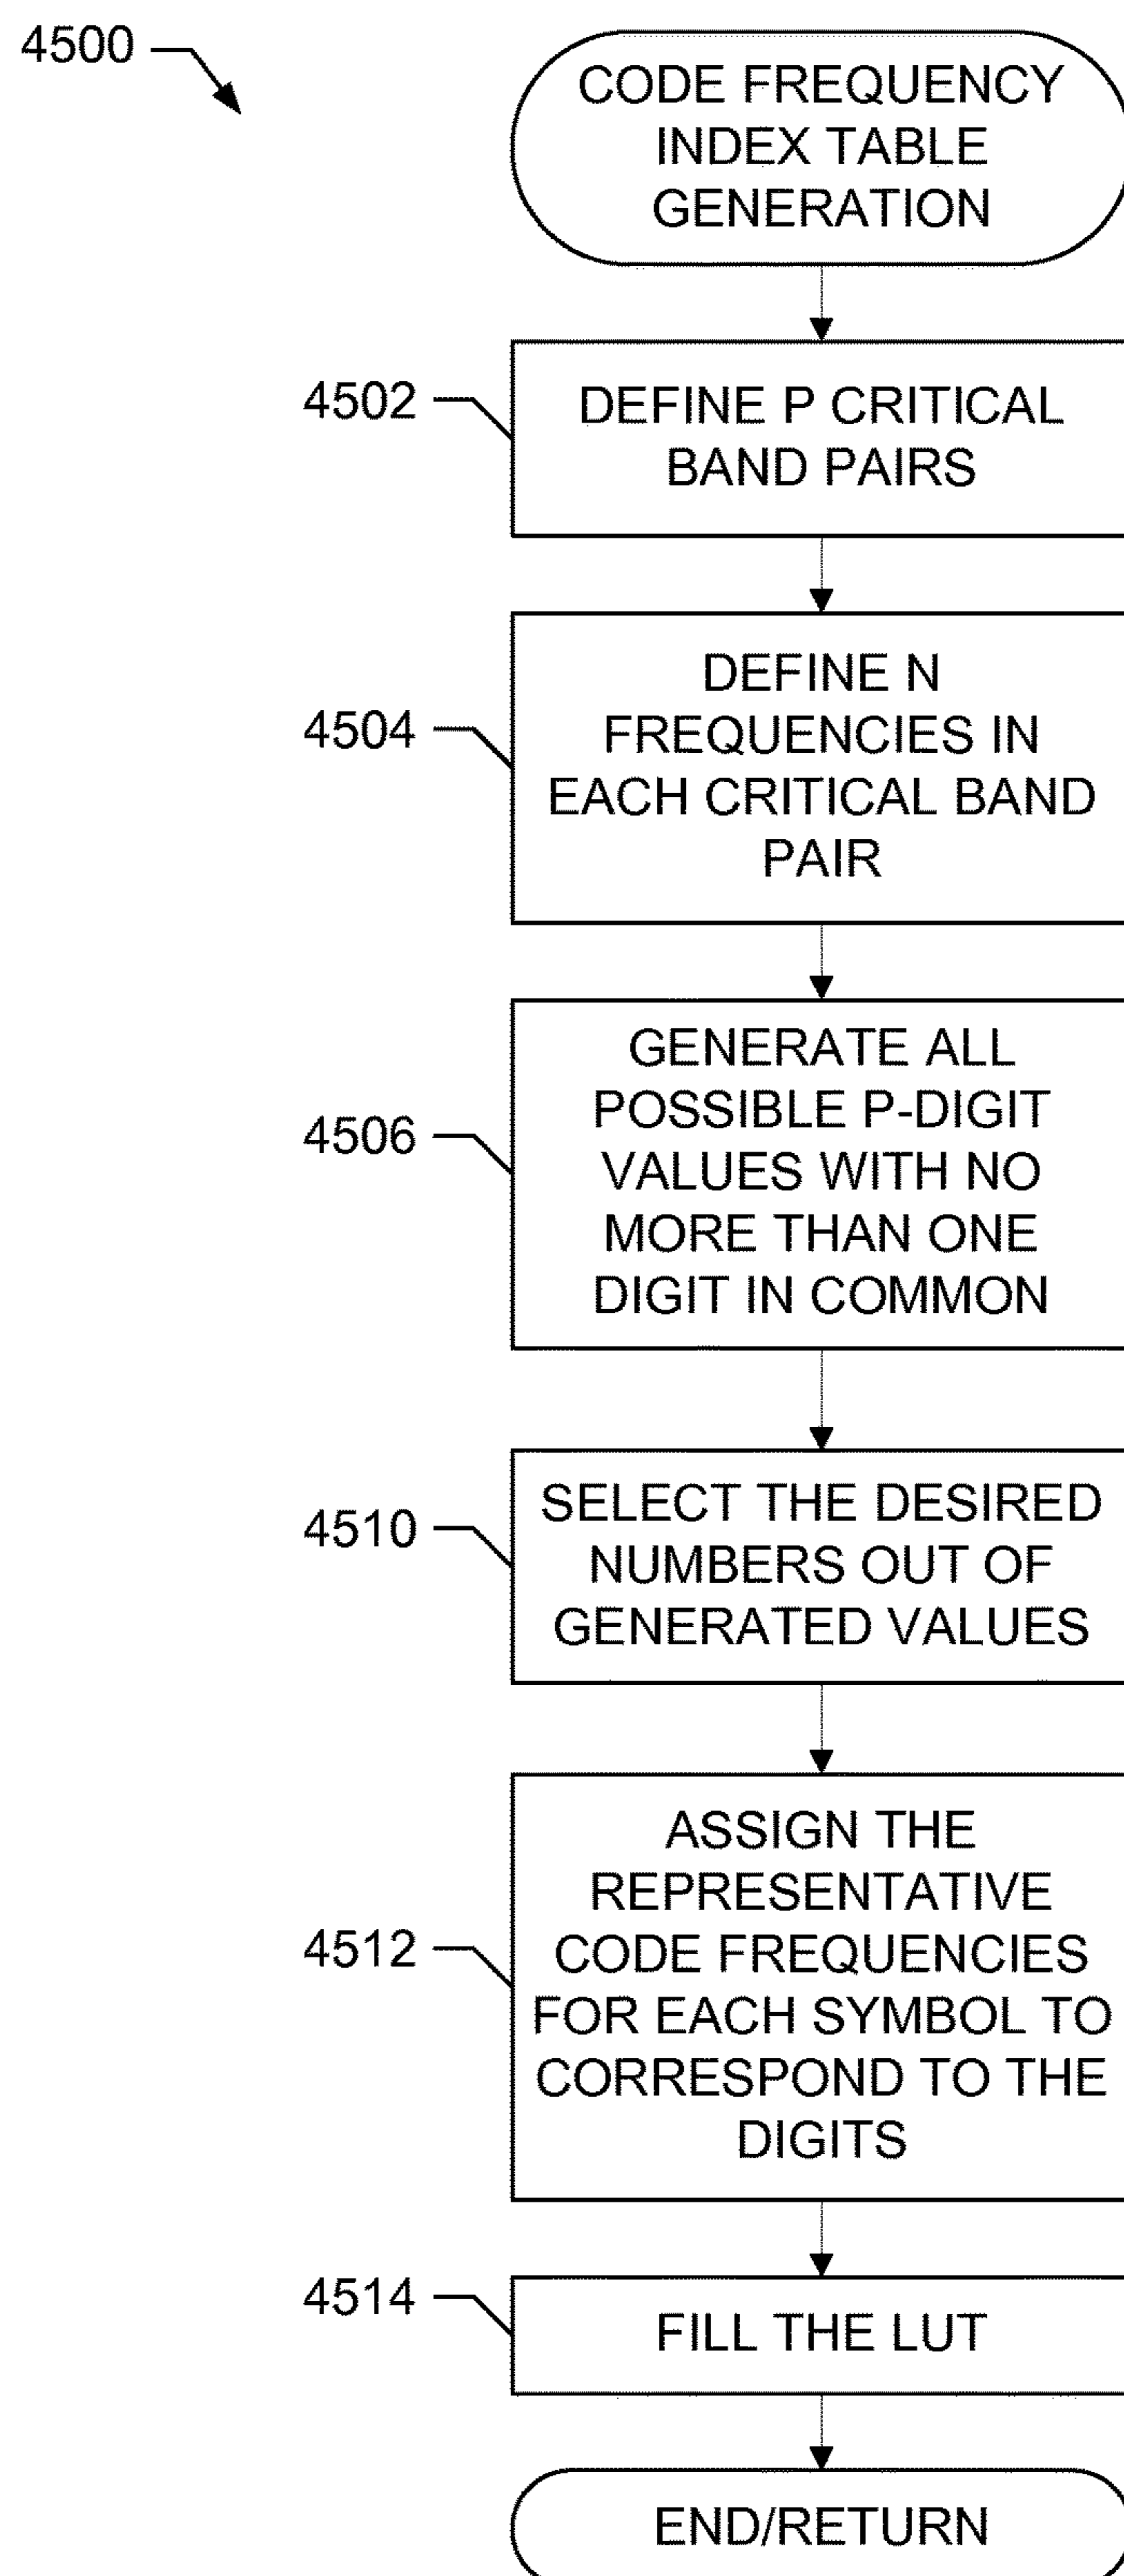 4500
CODE FREQUENCY
INDEX TABLE
GENERATION
4502
DEFINE P CRITICAL
BAND PAIRS
4504
DEFINE N
FREQUENCIES IN
EACH CRITICAL BAND
PAIR
4506
GENERATE ALL
POSSIBLE P-DIGIT
VALUES WITH NO
MORE THAN ONE
DIGIT IN COMMON
4510
SELECT THE DESIRED
NUMBERS OUT OF
GENERATED VALUES
4512
ASSIGN THE
REPRESENTATIVE
CODE FREQUENCIES
FOR EACH SYMBOL TO
CORRESPOND TO THE
DIGITS
4514
FILL THE LUT
END/RETURN